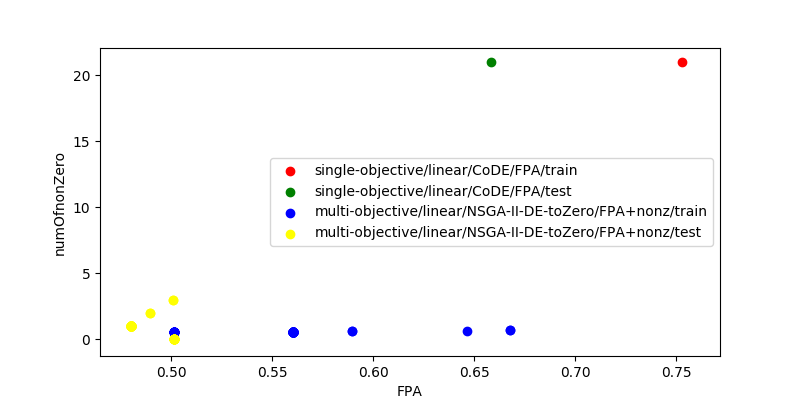 20
15
10
5
0
numOfnonZero
single-objective/linear/CoDE/FPA/train
single-objective/linear/CoDE/FPA/test
multi-objective/linear/NSGA-II-DE-toZero/FPA+nonz/train
multi-objective/linear/NSGA-II-DE-toZero/FPA+nonz/test
0.50 0.55 0.60 0.65 0.70 0.75
FPA